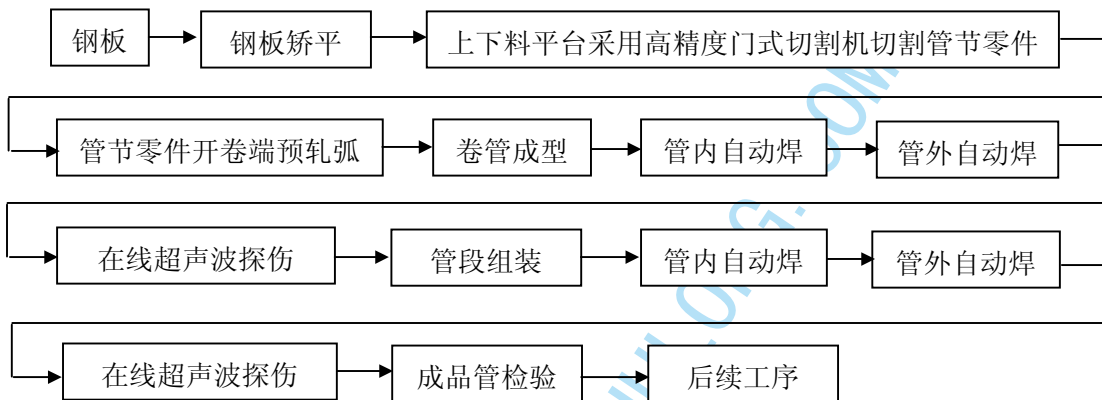 钢板 钢板矫平 上下料平台采用高精度门式切割机切割管节零件
管节零件开卷端预轧弧 卷管成型 管内自动焊 管外自动焊
在线超声波探伤 管段组装 管内自动焊 管外自动焊
在线超声波探伤 成品管检验 后续工序